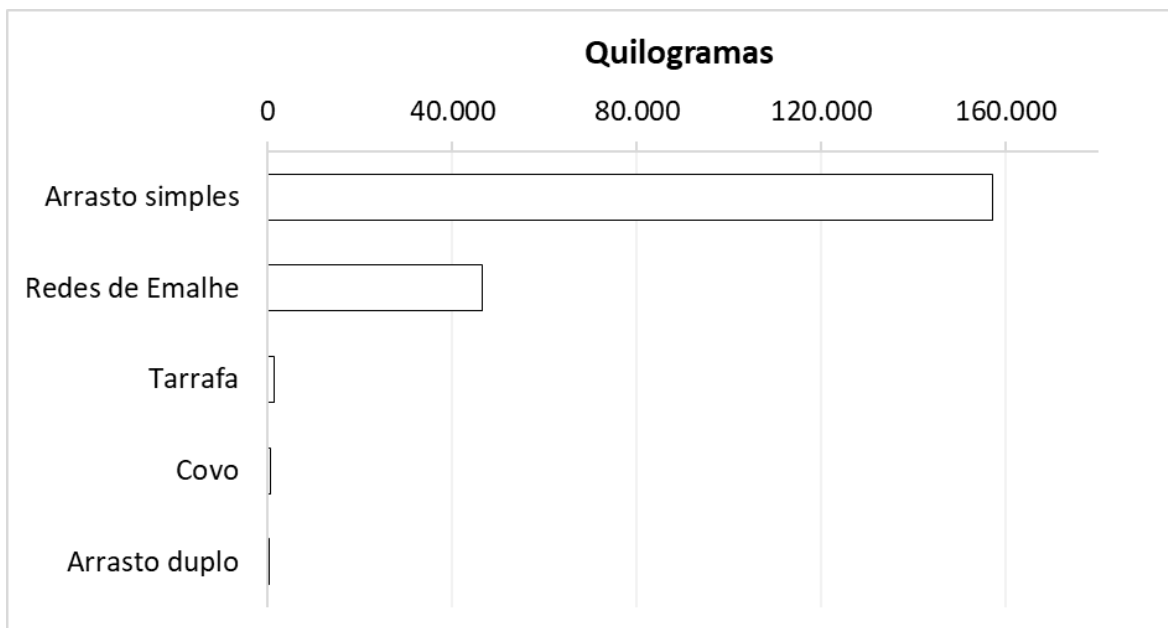 Quilogramas
0 40.000 80.000 120.000 160.000
Arrasto simples
Redes de Emalhe
Tarrafa
Covo
Arrasto duplo